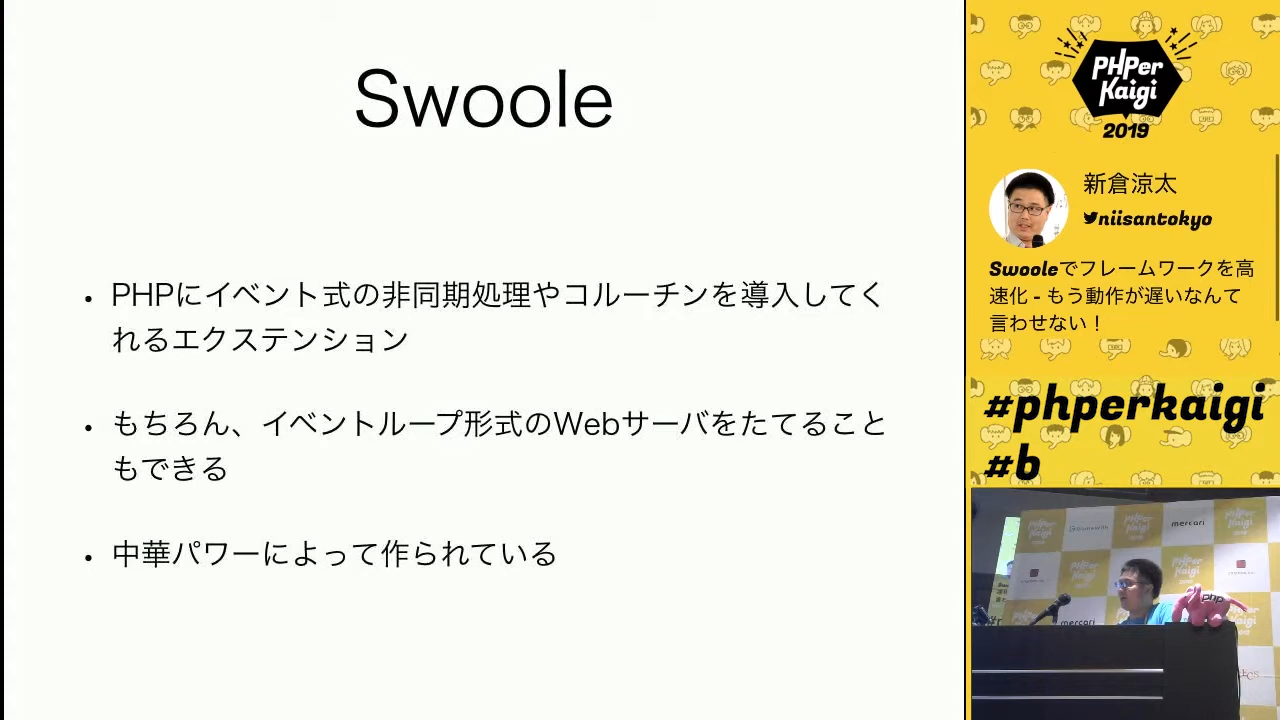 Swoole
• PHPにイベント式の非同期処理やコルーチンを導入してく
れるエクステンション
• もちろん、イベントループ形式のWebサーバをたてること
もできる
• 中華パワーによって作られている
PHPer
Kaigi
2019
新倉涼太
niisantokyo
Swooleでフレームワークを高
速化 - もう動作が遅いなんて
言わせない！
#phperkaigi
#b
mercari
PHPer
Kaigi
php
mercari